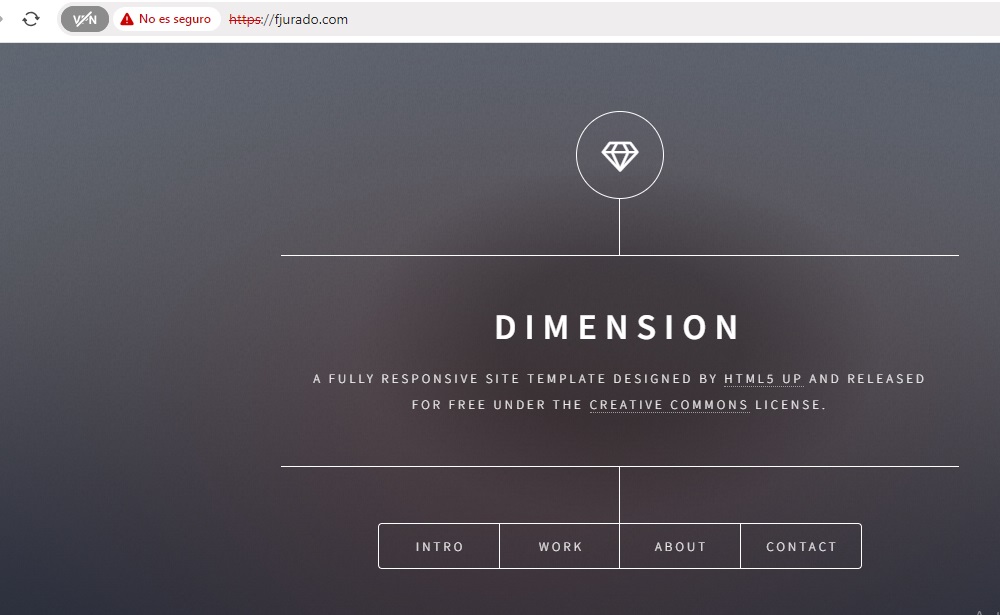 VPN No es seguro https://fjurado.com
DIMENSION
A FULLY RESPONSIVE SITE TEMPLATE DESIGNED BY HTML5 UP AND RELEASED
FOR FREE UNDER THE CREATIVE COMMONS LICENSE.
INTRO WORK ABOUT CONTACT